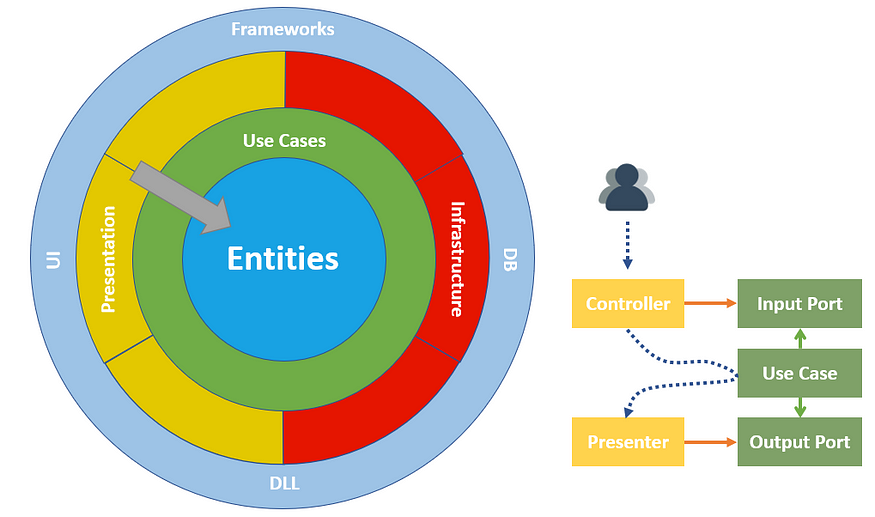 Frameworks
Use Cases
Entities
Presentation
Infrastructure
UI
DB
DLL
Controller
Input Port
Use Case
Presenter
Output Port